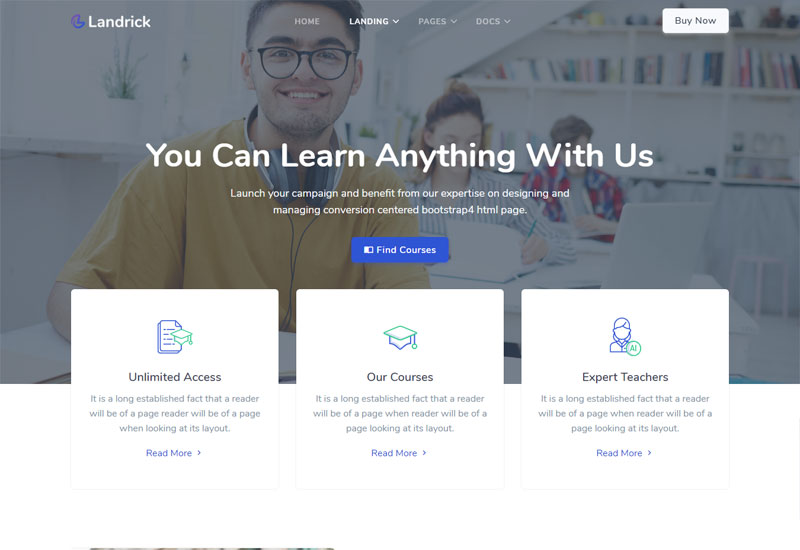 Landrick
HOME LANDING PAGES DOCS
Buy Now
You Can Learn Anything With Us
Launch your campaign and benefit from our expertise on designing and
managing conversion centered bootstrap4 html page.
Find Courses
Unlimited Access
It is a long established fact that a reader
will be of a page reader will be of a page
when looking at its layout.
Read More
Our Courses
It is a long established fact that a reader
will be of a page when reader will be of a
page looking at its layout.
Read More
AI
Expert Teachers
It is a long established fact that a reader
will be of a page when reader will be of a
page looking at its layout.
Read More